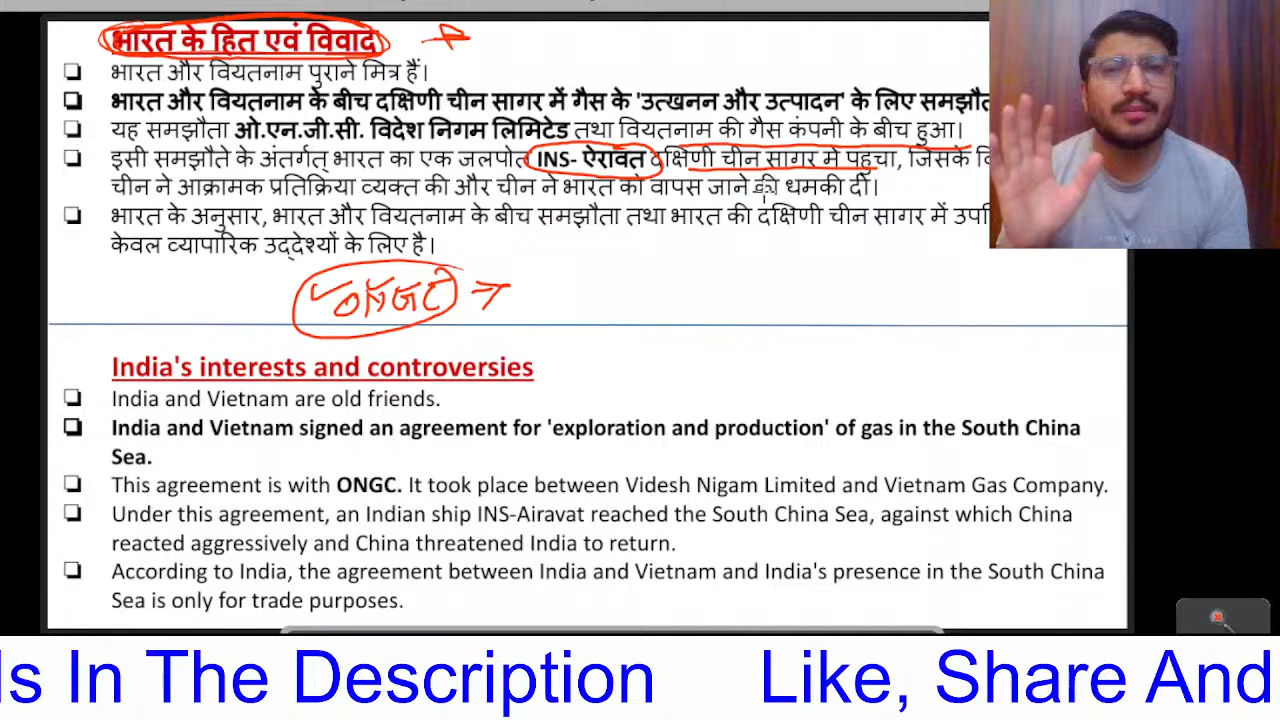 भारत के हित एवं विवाद
भारत और वियतनाम पुराने मित्र हैं।
भारत और वियतनाम के बीच दक्षिणी चीन सागर में गैस के 'उत्खनन और उत्पादन' के लिए
यह समझौता ओ.एन.जी.सी. विदेश निगम लिमिटेड तथा वियतनाम की गैस कंपनी के बीच हुआ।
इसी समझौते के अंतर्गत् भारत का एक जलपोत INS- ऐरावत दक्षिणी चीन सागर में पहुंचा, जिसके
चीन ने आक्रामक प्रतिक्रिया व्यक्त की और चीन ने भारत को वापस जाने की धमकी दी।
भारत के अनुसार, भारत और वियतनाम के बीच समझौता तथा भारत की दक्षिणी चीन सागर में
केवल व्यापारिक उद्देश्यों के लिए है।
ONGC
India's interests and controversies
India and Vietnam are old friends.
India and Vietnam signed an agreement for 'exploration and production' of gas in the South China
Sea.
This agreement is with ONGC. It took place between Videsh Nigam Limited and Vietnam Gas Company.
Under this agreement, an Indian ship INS-Airavat reached the South China Sea, against which China
reacted aggressively and China threatened India to return.
According to India, the agreement between India and Vietnam and India's presence in the South China
Sea is only for trade purposes.
ls In The Description Like, Share And